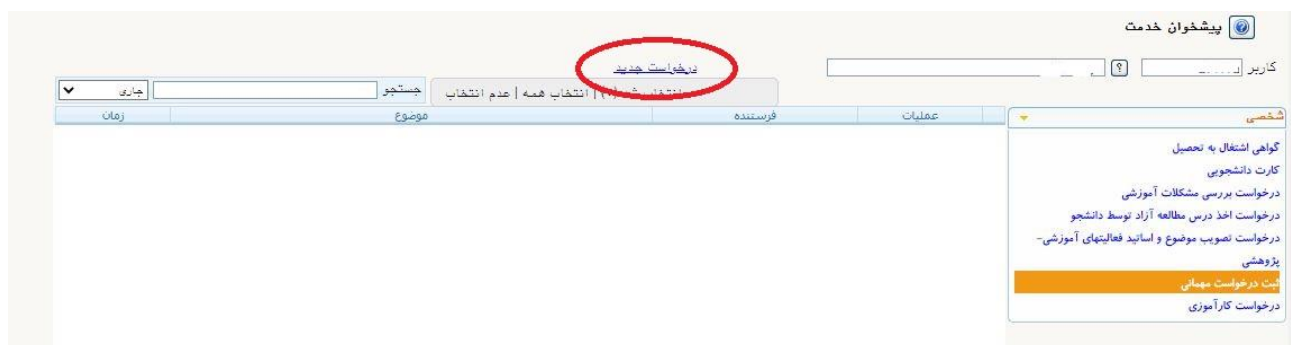 پیشخوان خدمت
کاربر
درخواست جدید
انتخاب همه | عدم انتخاب جستجو جاری
عملیات فرستنده موضوع زمان
شخصی
گواهی اشتغال به تحصیل
کارت دانشجویی
درخواست بررسی مشکلات آموزشی
درخواست اخذ درس مطالعه آزاد توسط دانشجو
درخواست تصویب موضوع و اساتید فعالیتهای آموزشی-
پژوهشی
ثبت درخواست مهمانی
درخواست کارآموزی